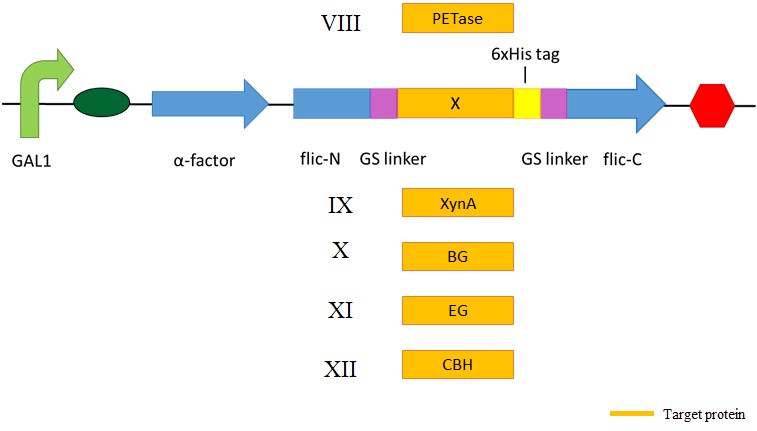 VIII PETase
6xHis tag
X
GAL1 α-factor flic-N GS linker GS linker flic-C
IX XynA
X BG
XI EG
XII CBH
Target protein